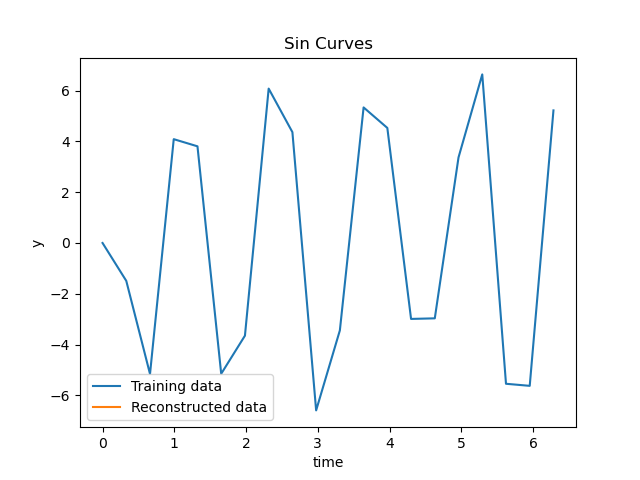 Sin Curves
6
4
2
0
−2
−4
−6
y
Training data
Reconstructed data
0 1 2 3 4 5 6
time